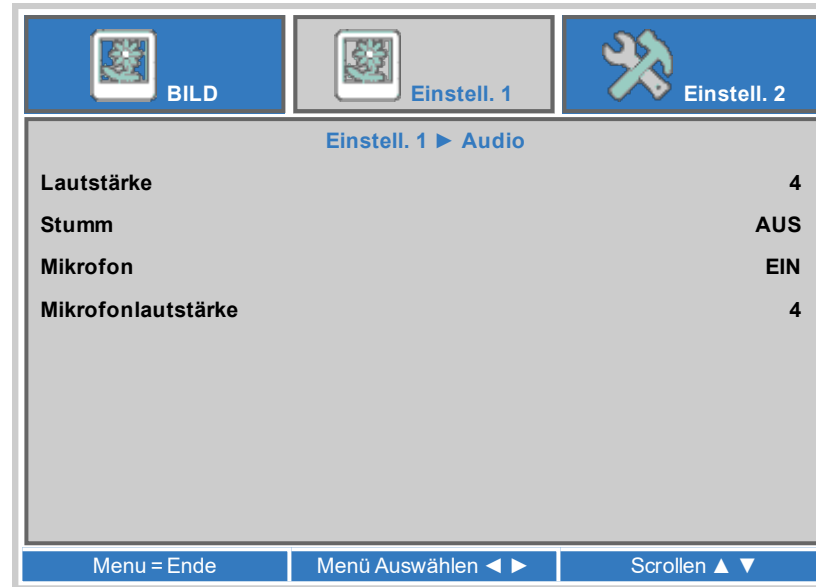 BILD
Einstell. 1
Einstell. 2
Einstell. 1 ► Audio
Lautstärke 4
Stumm AUS
Mikrofon EIN
Mikrofonlautstärke 4
Menu = Ende
Menü Auswählen ◄ ►
Scrollen ▲ ▼